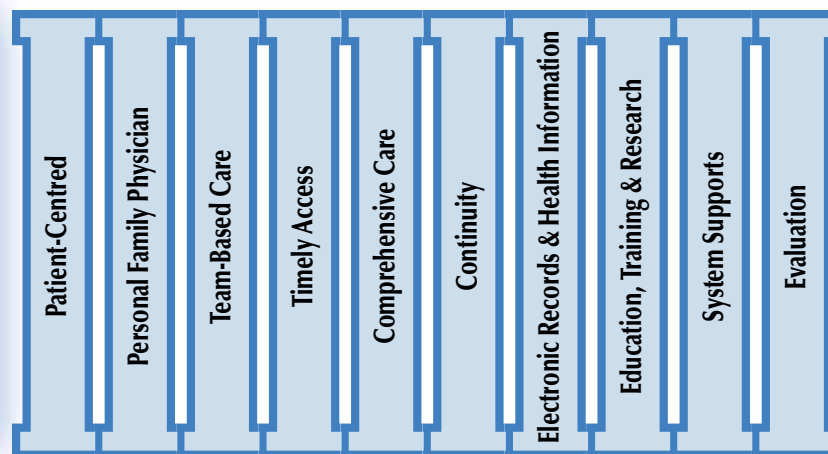 Patient-Centred
Personal Family Physician
Team-Based Care
Timely Access
Comprehensive Care
Continuity
Electronic Records & Health Information
Education, Training & Research
System Supports
Evaluation